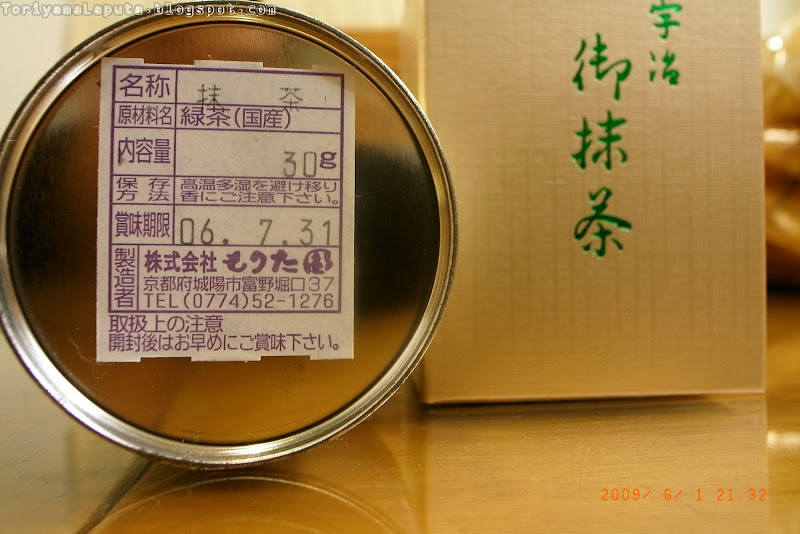 ToriyamaLaputa.blogspot.com
名称 抹 茶
原材料名 緑茶(国産)
内容量 30g
保存方法 高温多湿を避け移り
香にご注意下さい。
賞味期限 06. 7.31
製造者 株式会社 もりた園
京都府城陽市富野堀口37
TEL(0774)52-1276
取扱上の注意
開封後はお早めにご賞味下さい。
宇治
御抹茶
2009/ 6/ 1 21:32